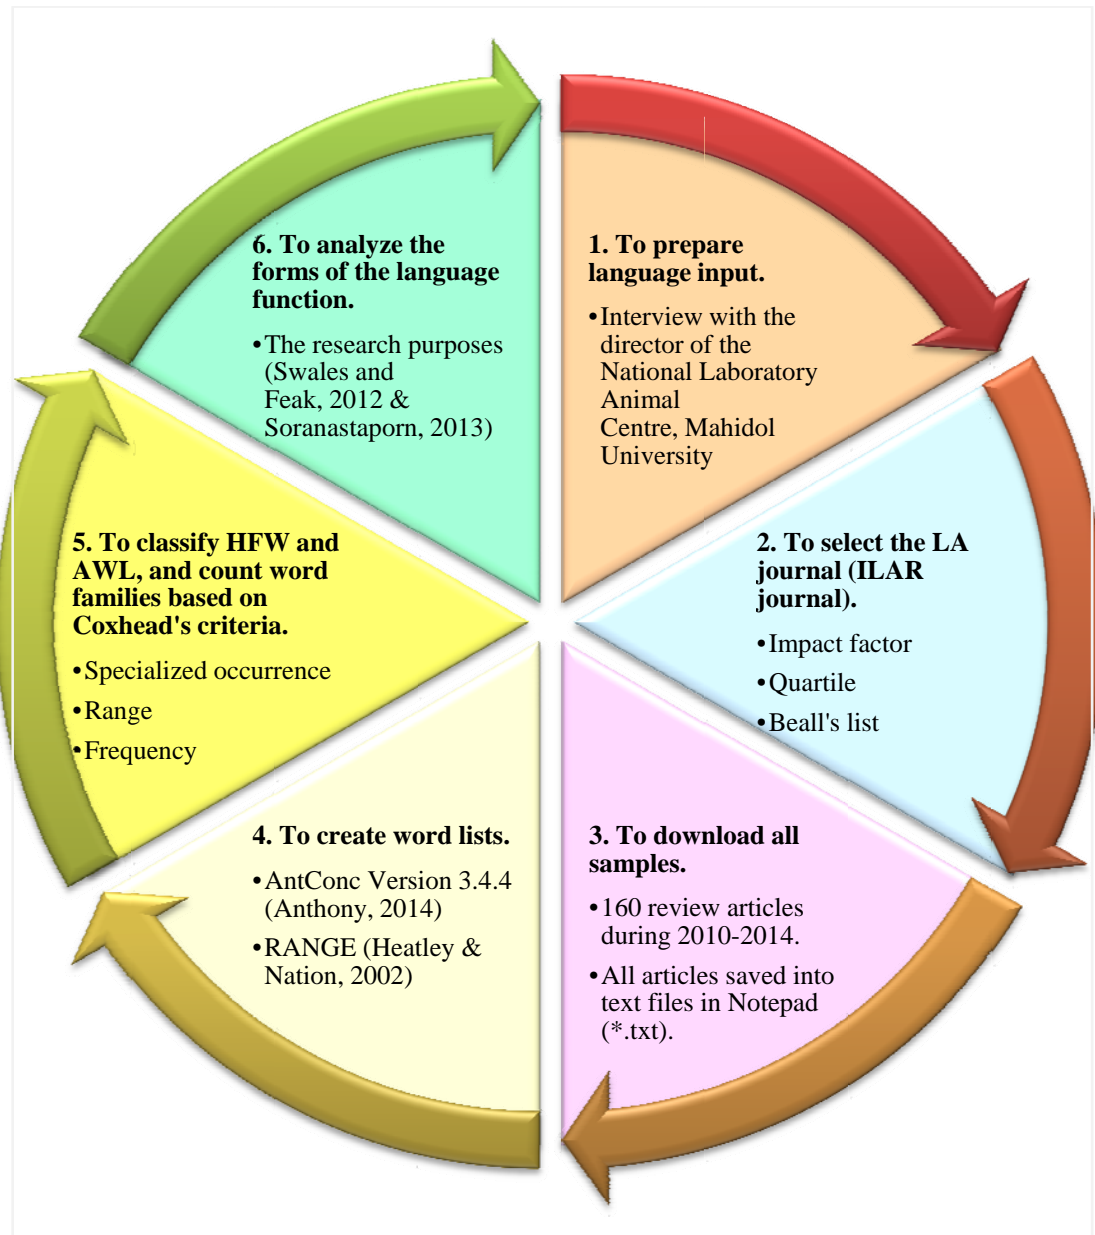 1. To prepare
language input.
•Interview with the
director of the
National Laboratory
Animal
Centre, Mahidol
University
2. To select the LA
journal (ILAR
journal).
•Impact factor
•Quartile
•Beall's list
3. To download all
samples.
•160 review articles
during 2010-2014.
•All articles saved into
text files in Notepad
(*.txt).
4. To create word lists.
•AntConc Version 3.4.4
(Anthony, 2014)
•RANGE (Heatley &
Nation, 2002)
5. To classify HFW and
AWL, and count word
families based on
Coxhead's criteria.
•Specialized occurrence
•Range
•Frequency
6. To analyze the
forms of the language
function.
•The research purposes
(Swales and
Feak, 2012 &
Soranastaporn, 2013)